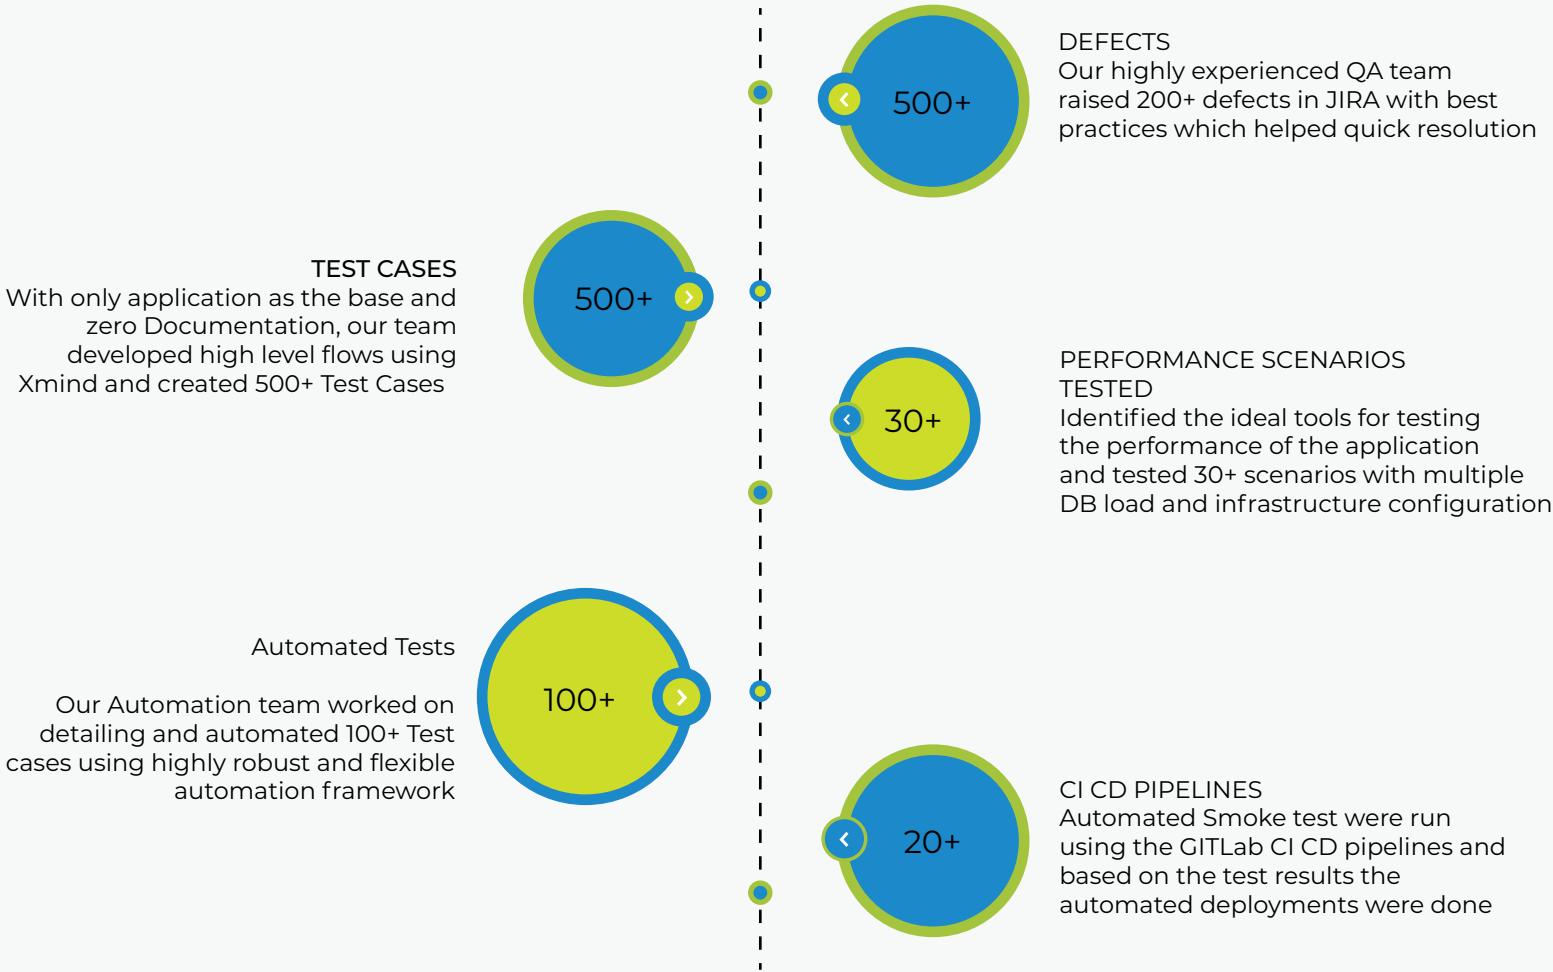 500+
DEFECTS
Our highly experienced QA team
raised 200+ defects in JIRA with best
practices which helped quick resolution
TEST CASES
With only application as the base and
zero Documentation, our team
developed high level flows using
Xmind and created 500+ Test Cases
500+
30+
PERFORMANCE SCENARIOS
TESTED
Identified the ideal tools for testing
the performance of the application
and tested 30+ scenarios with multiple
DB load and infrastructure configuration
Automated Tests
Our Automation team worked on
detailing and automated 100+ Test
cases using highly robust and flexible
automation framework
100+
20+
CI CD PIPELINES
Automated Smoke test were run
using the GITLab CI CD pipelines and
based on the test results the
automated deployments were done